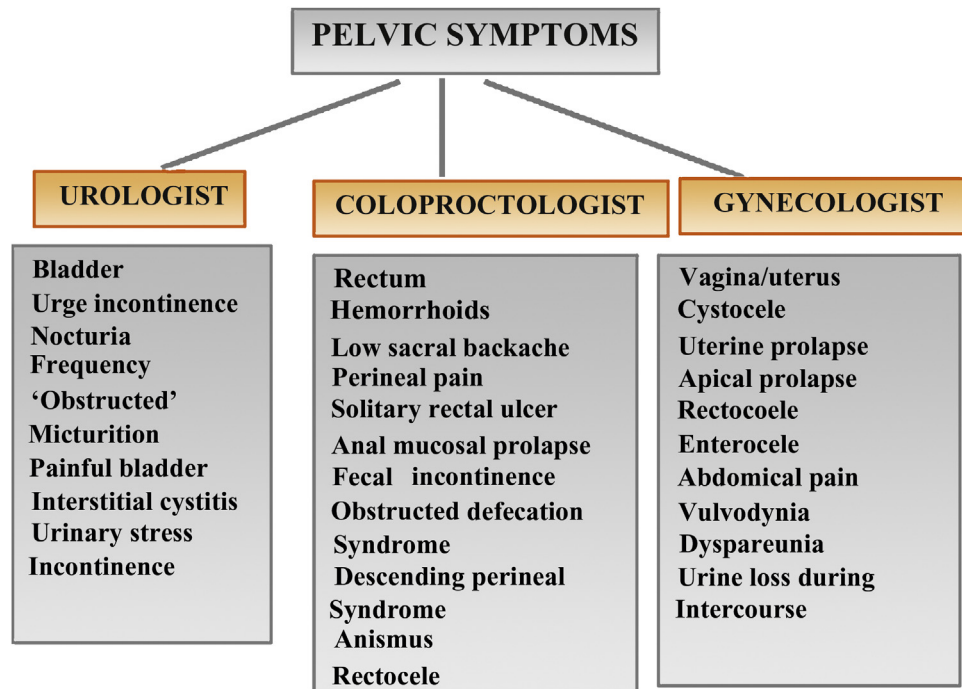 PELVIC SYMPTOMS
UROLOGIST
Bladder
Urge incontinence
Nocturia
Frequency
‘Obstructed’
Micturition
Painful bladder
Interstitial cystitis
Urinary stress
Incontinence
COLOPROCTOLOGIST
Rectum
Hemorrhoids
Low sacral backache
Perineal pain
Solitary rectal ulcer
Anal mucosal prolapse
Fecal incontinence
Obstructed defecation
Syndrome
Descending perineal
Syndrome
Anismus
Rectocele
GYNECOLOGIST
Vagina/uterus
Cystocele
Uterine prolapse
Apical prolapse
Rectocoele
Enterocele
Abdomical pain
Vulvodynia
Dyspareunia
Urine loss during
Intercourse